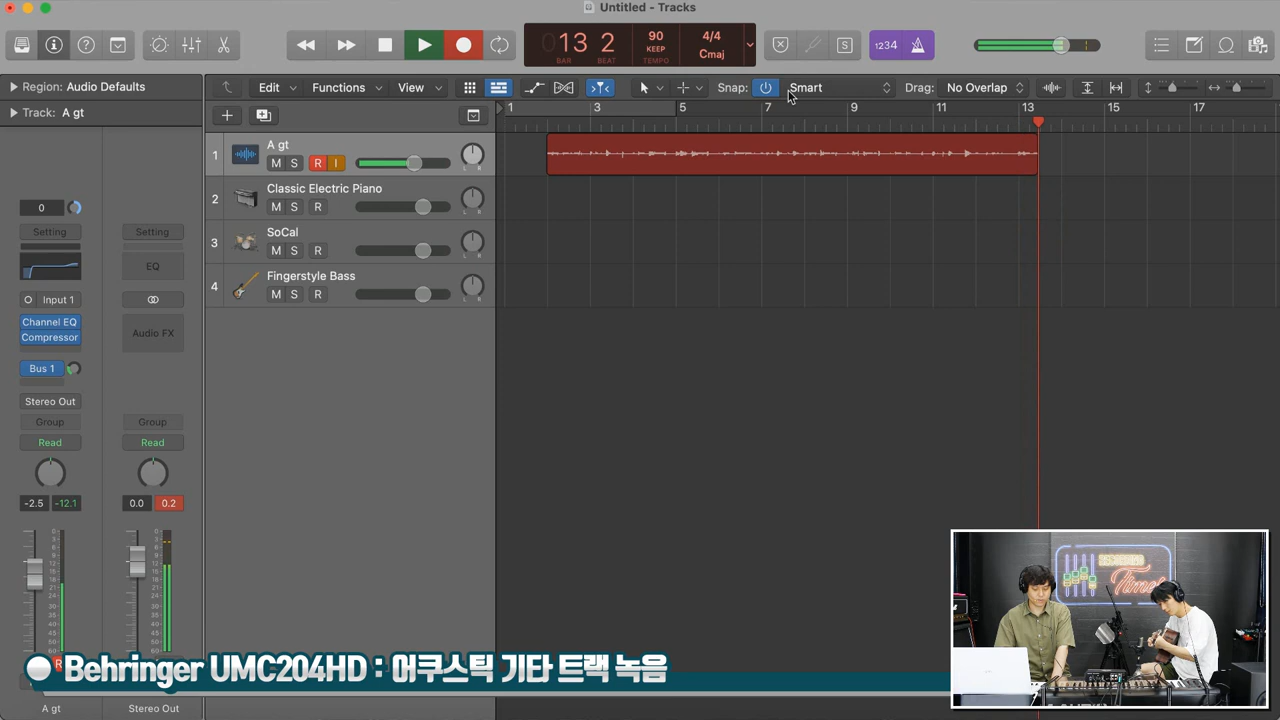 Untitled - Tracks
13 2
BAR BEAT
90
KEEP
TEMPO
4/4
Cmaj
S
1234
Region: Audio Defaults
Edit
Functions
View
Snap:
Smart
Drag:
No Overlap
Track: A gt
1 3 5 7 9 11 13 15 17
1
A gt
M S R I
L R
2
Classic Electric Piano
M S R
L R
3
SoCal
M S R
L R
4
Fingerstyle Bass
M S R
L R
0
Setting
Setting
EQ
Input 1
Channel EQ
Compressor
Audio FX
Bus 1
Stereo Out
Group
Group
Read
Read
-2.5 -12.1
0.0 0.2
Behringer UMC204HD : 어쿠스틱 기타 트랙 녹음
A gt
Stereo Out